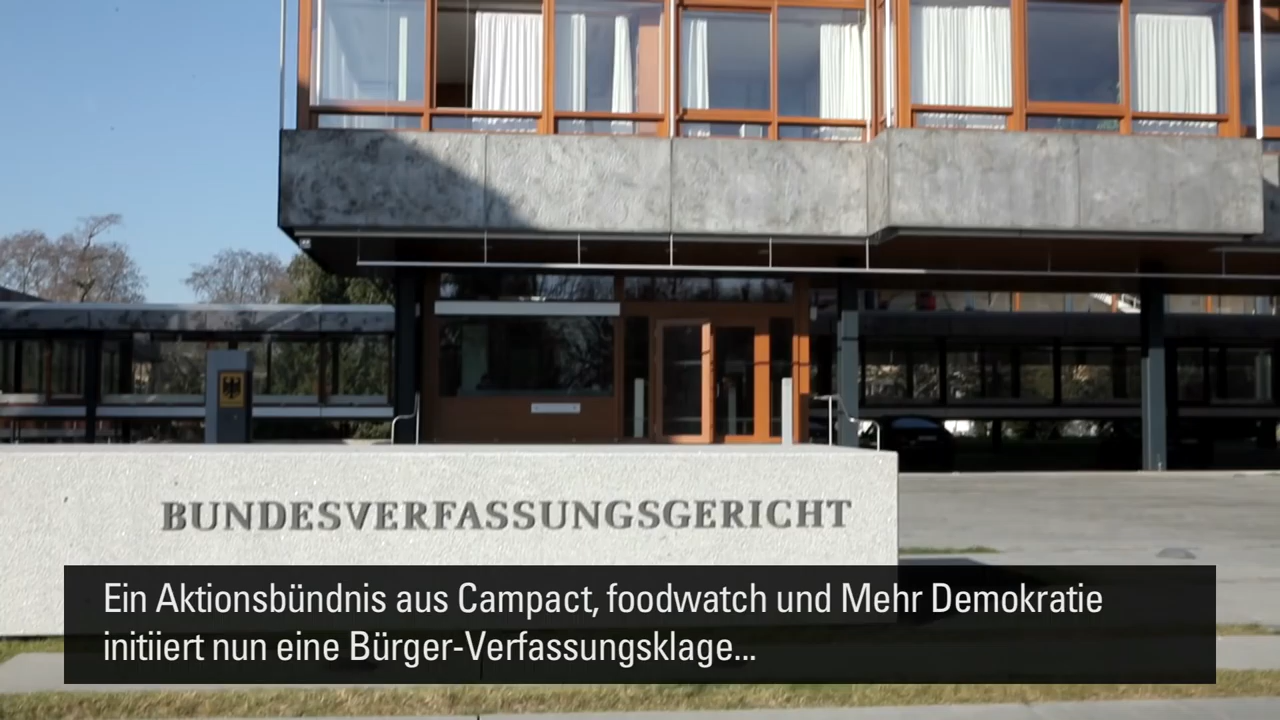 BUNDESVERFASSUNGSGERICHT
Ein Aktionsbündnis aus Campact, foodwatch und Mehr Demokratie
initiiert nun eine Bürger-Verfassungsklage...